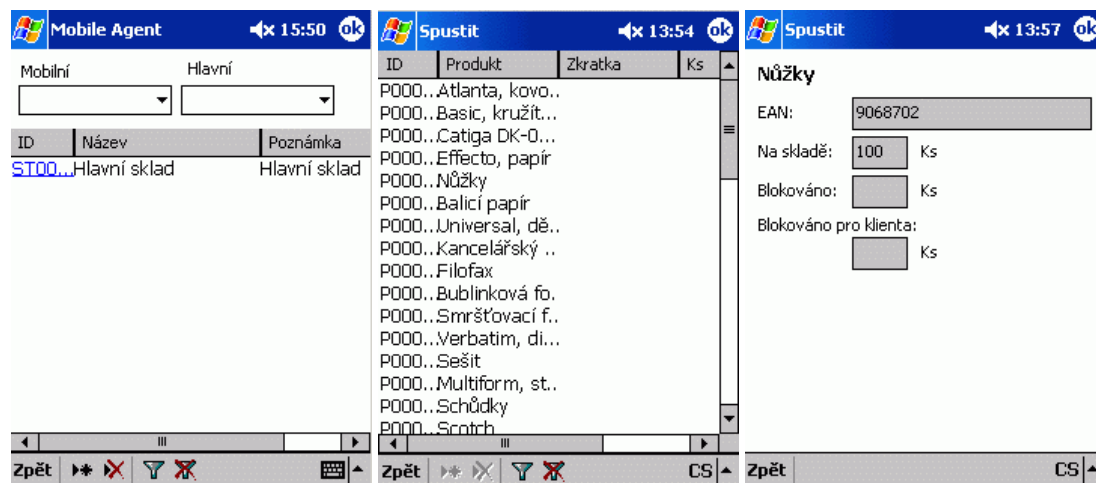 Mobile Agent 15:50 ok
Mobilní Hlavní
ID Název Poznámka
ST00... Hlavní sklad Hlavní sklad
Zpět
Spustit 13:54 ok
ID Produkt Zkratka Ks
P000... Atlanta, kovo..
P000... Basic, kružít...
P000... Catiga DK-0...
P000... Effecto, papír
P000... Nůžky
P000... Balicí papír
P000... Universal, dě..
P000... Kancelářský ..
P000... Filofax
P000... Bublinková fo.
P000... Smršťovací f..
P000... Verbatim, di...
P000... Sešit
P000... Multiform, st..
P000... Schůdky
P000... Scotch
Zpět CS
Spustit 13:57 ok
Nůžky
EAN: 9068702
Na skladě: 100 Ks
Blokováno: Ks
Blokováno pro klienta:
Ks
Zpět CS